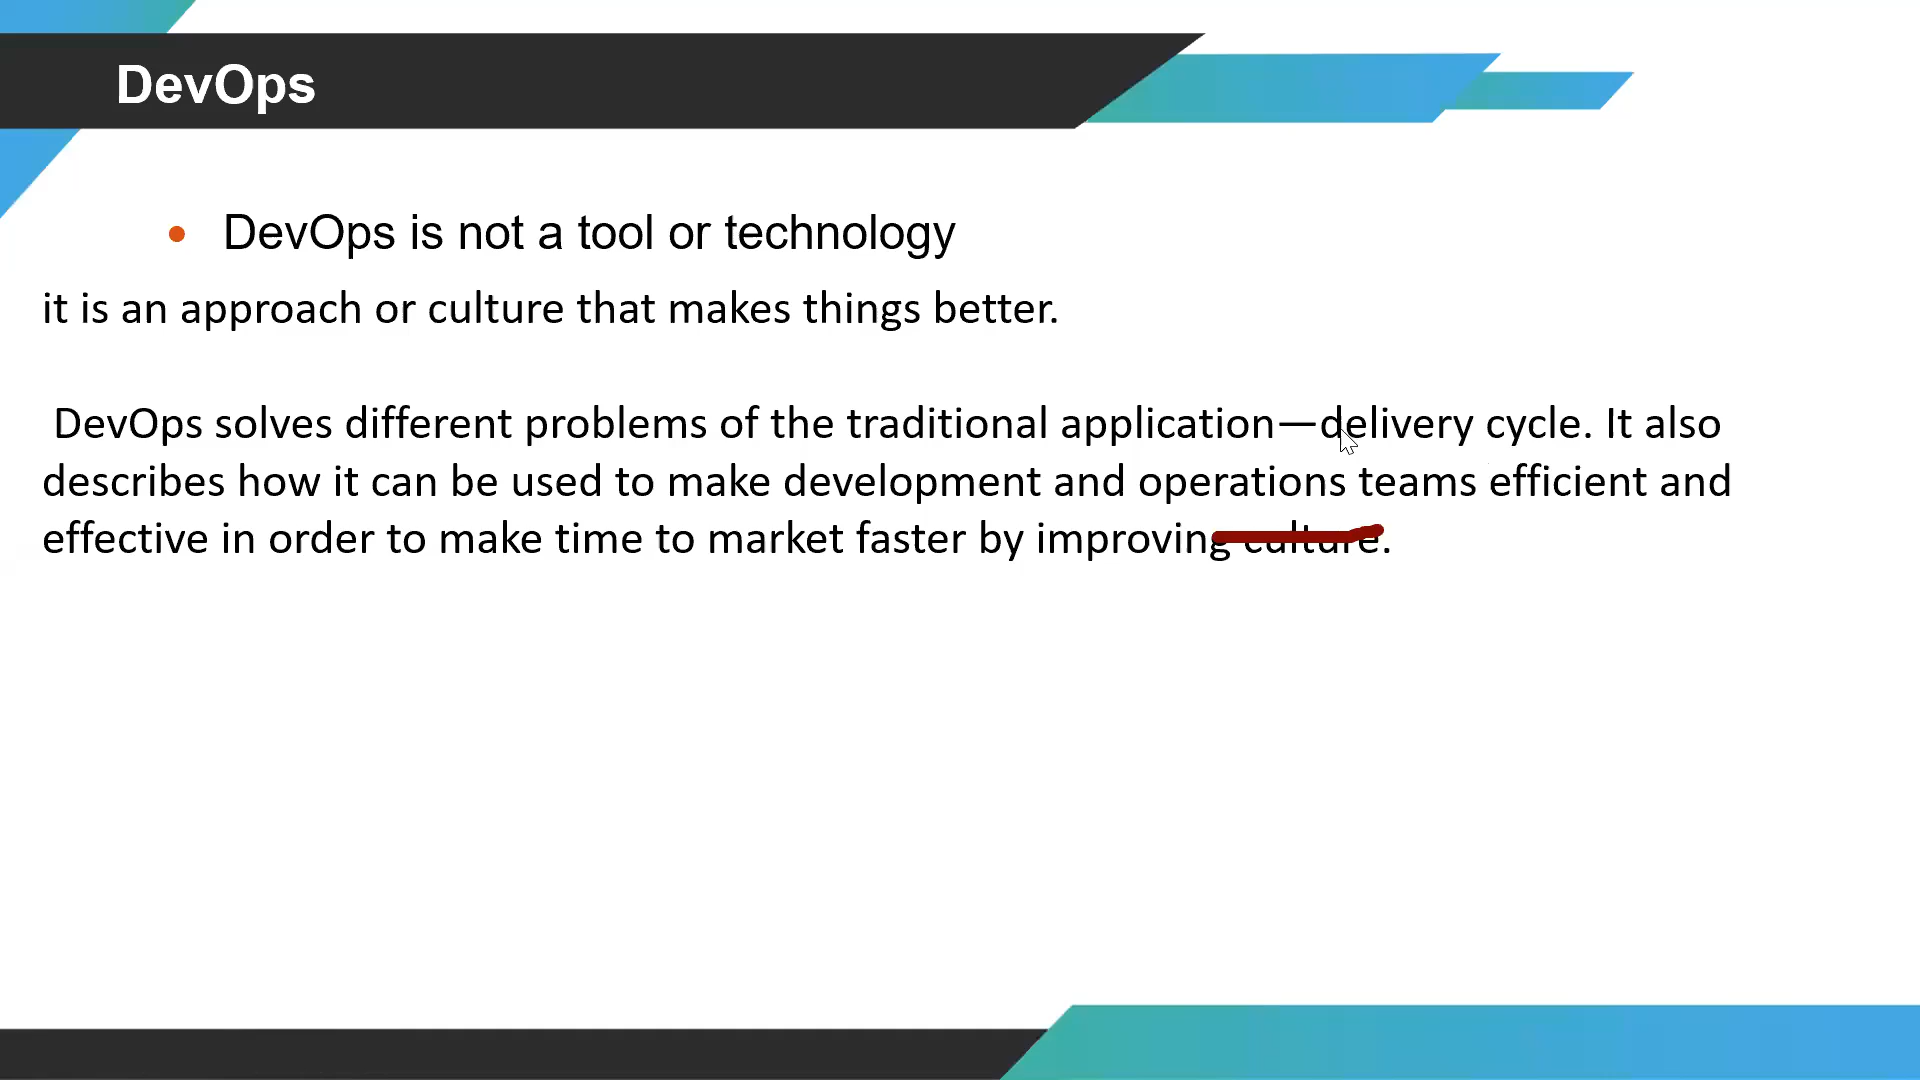 DevOps
• DevOps is not a tool or technology
it is an approach or culture that makes things better.
DevOps solves different problems of the traditional application—delivery cycle. It also
describes how it can be used to make development and operations teams efficient and
effective in order to make time to market faster by improving culture.